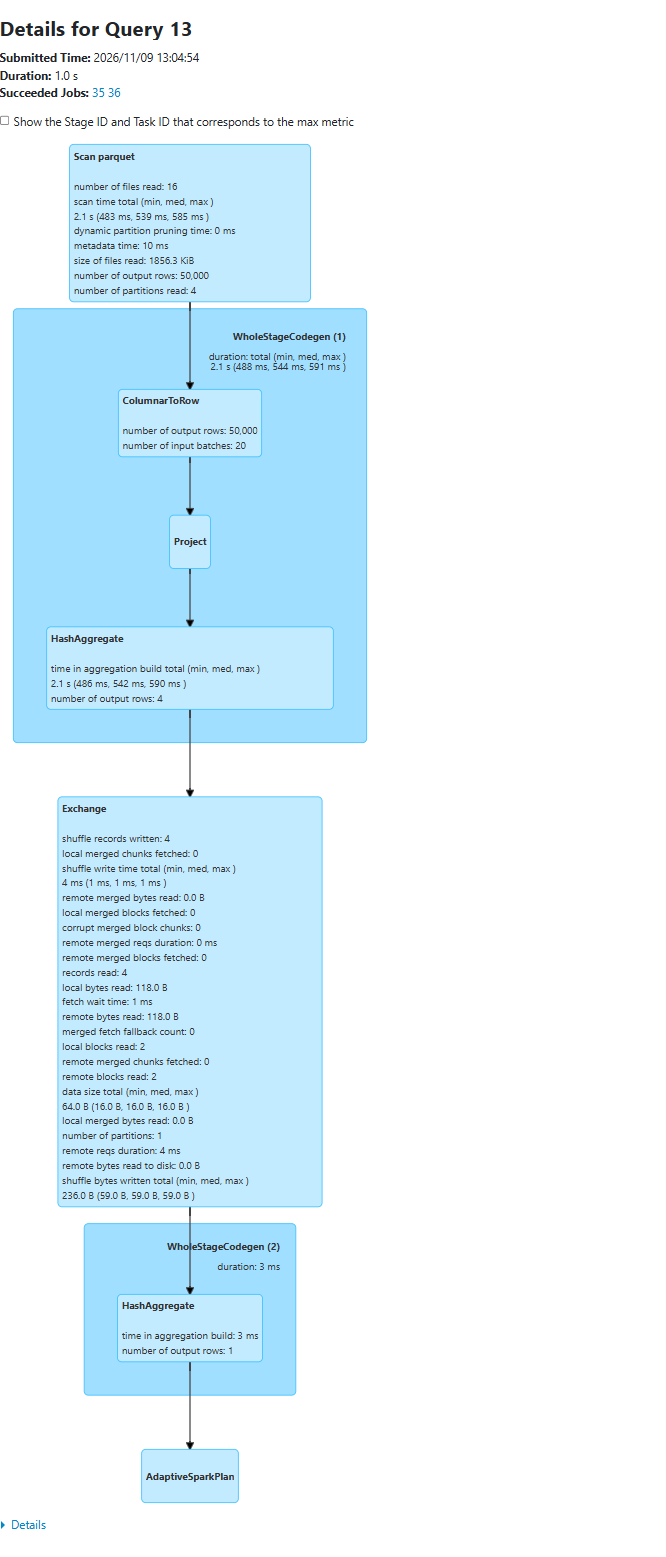 Details for Query 13
Submitted Time: 2026/11/09 13:04:54
Duration: 1.0 s
Succeeded Jobs: 35 36
Show the Stage ID and Task ID that corresponds to the max metric
Scan parquet
number of files read: 16
scan time total (min, med, max )
2.1 s (483 ms, 539 ms, 585 ms )
dynamic partition pruning time: 0 ms
metadata time: 10 ms
size of files read: 1856.3 KiB
number of output rows: 50,000
number of partitions read: 4
WholeStageCodegen (1)
duration: total (min, med, max )
2.1 s (488 ms, 544 ms, 591 ms )
ColumnarToRow
number of output rows: 50,000
number of input batches: 20
Project
HashAggregate
time in aggregation build total (min, med, max )
2.1 s (486 ms, 542 ms, 590 ms )
number of output rows: 4
Exchange
shuffle records written: 4
local merged chunks fetched: 0
shuffle write time total (min, med, max )
4 ms (1 ms, 1 ms, 1 ms )
remote merged bytes read: 0.0 B
local merged blocks fetched: 0
corrupt merged block chunks: 0
remote merged reqs duration: 0 ms
remote merged blocks fetched: 0
records read: 4
local bytes read: 118.0 B
fetch wait time: 1 ms
remote bytes read: 118.0 B
merged fetch fallback count: 0
local blocks read: 2
remote merged chunks fetched: 0
remote blocks read: 2
data size total (min, med, max )
64.0 B (16.0 B, 16.0 B, 16.0 B )
local merged bytes read: 0.0 B
number of partitions: 1
remote reqs duration: 4 ms
remote bytes read to disk: 0.0 B
shuffle bytes written total (min, med, max )
236.0 B (59.0 B, 59.0 B, 59.0 B )
WholeStageCodegen (2)
duration: 3 ms
HashAggregate
time in aggregation build: 3 ms
number of output rows: 1
AdaptiveSparkPlan
Details